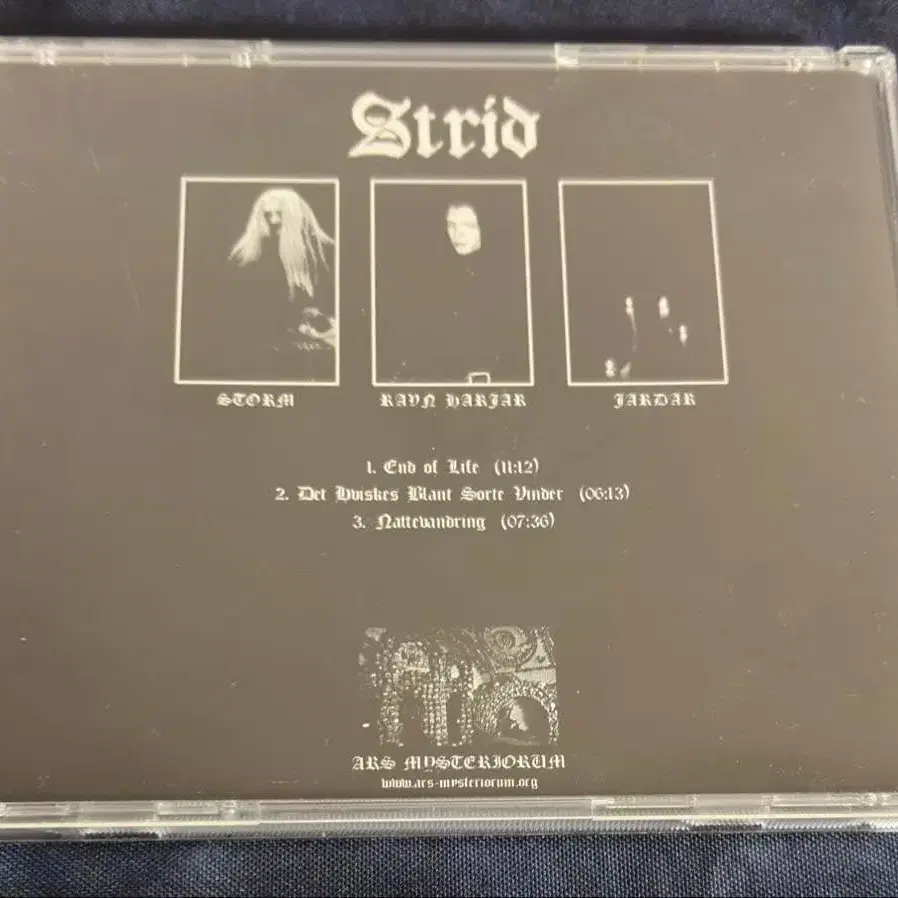 Strid
STORM
RAVN HARJAR
JARDAR
1. End of Life (11:12)
2. Det Hviskes Blant Sorte Vinder (06:13)
3. Nattevandring (07:36)
ARS MYSTERIORUM
www.ars-mysteriorum.org